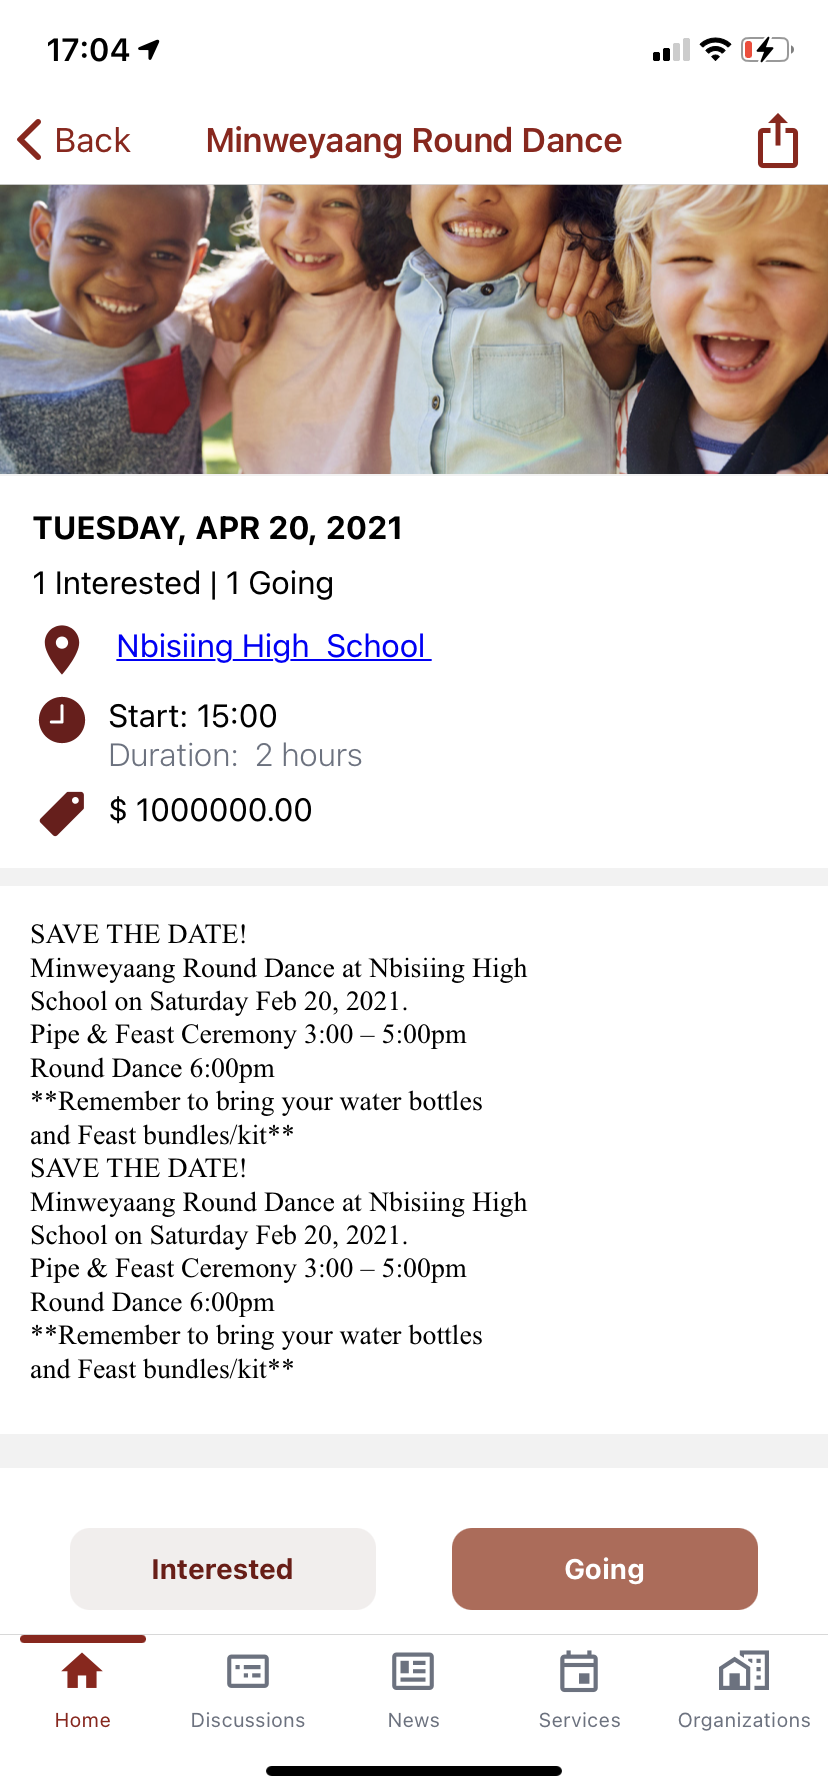 17:04
Back
Minweyaang Round Dance
TUESDAY, APR 20, 2021
1 Interested | 1 Going
Nbisiing High  School
Start: 15:00
Duration:  2 hours
$ 1000000.00
SAVE THE DATE!
Minweyaang Round Dance at Nbisiing High
School on Saturday Feb 20, 2021.
Pipe & Feast Ceremony 3:00 – 5:00pm
Round Dance 6:00pm
**Remember to bring your water bottles
and Feast bundles/kit**
SAVE THE DATE!
Minweyaang Round Dance at Nbisiing High
School on Saturday Feb 20, 2021.
Pipe & Feast Ceremony 3:00 – 5:00pm
Round Dance 6:00pm
**Remember to bring your water bottles
and Feast bundles/kit**
Interested
Going
Home
Discussions
News
Services
Organizations